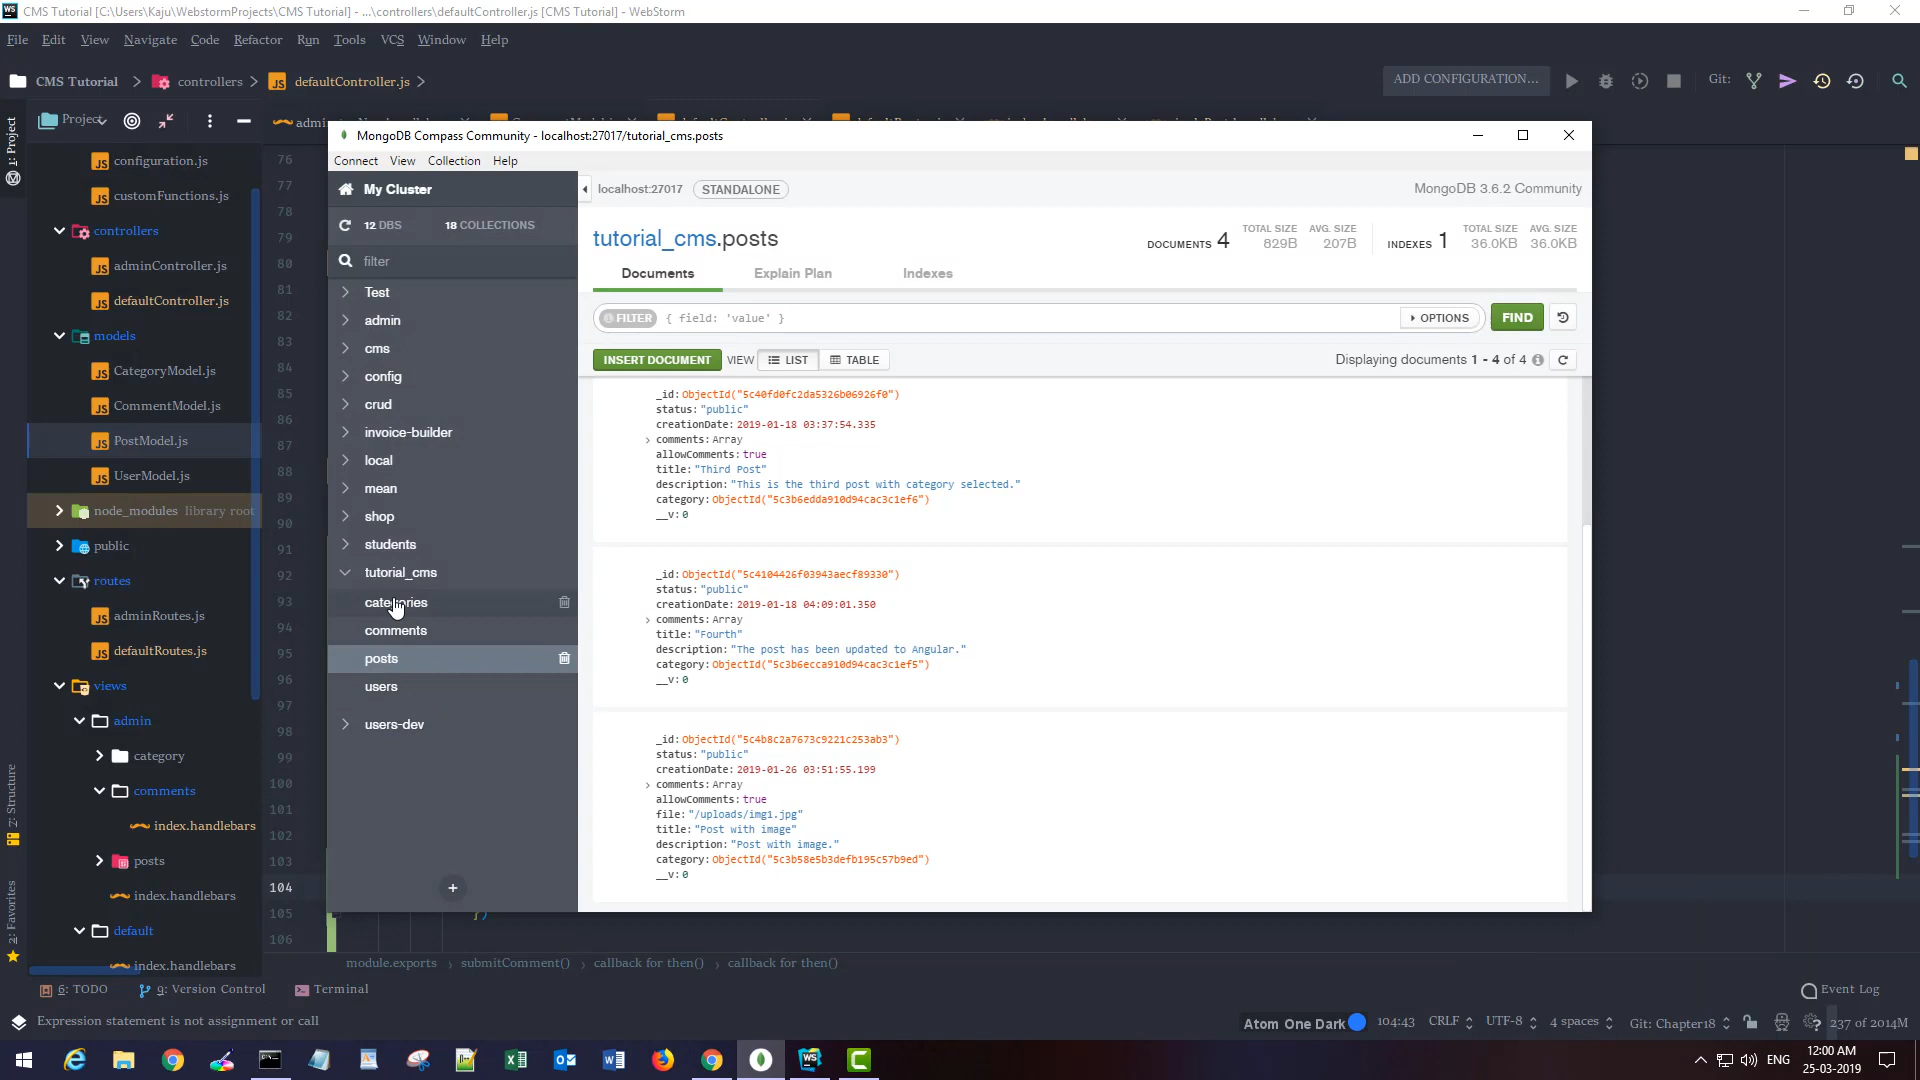 CMS Tutorial [C:\Users\Kaju\WebstormProjects\CMS Tutorial] - ...\controllers\defaultController.js [CMS Tutorial] - WebStorm
File Edit View Navigate Code Refactor Run Tools VCS Window Help
CMS Tutorial controllers defaultController.js
ADD CONFIGURATION... Git:
1: Project
Project
configuration.js
customFunctions.js
controllers
adminController.js
defaultController.js
models
CategoryModel.js
CommentModel.js
PostModel.js
UserModel.js
node_modules library root
public
routes
adminRoutes.js
defaultRoutes.js
views
admin
category
comments
index.handlebars
posts
index.handlebars
default
index.handlebars
7: Structure
2: Favorites
76
77
78
79
80
81
82
83
84
85
86
87
88
89
90
91
92
93
94
95
96
97
98
99
100
101
102
103
104
105
106
})
MongoDB Compass Community - localhost:27017/tutorial_cms.posts
Connect View Collection Help
My Cluster
12 DBS 18 COLLECTIONS
filter
Test
admin
cms
config
crud
invoice-builder
local
mean
shop
students
tutorial_cms
categories
comments
posts
users
users-dev
+
localhost:27017 STANDALONE MongoDB 3.6.2 Community
tutorial_cms.posts
DOCUMENTS 4 TOTAL SIZE 829B AVG. SIZE 207B INDEXES 1 TOTAL SIZE 36.0KB AVG. SIZE 36.0KB
Documents Explain Plan Indexes
FILTER { field: 'value' } OPTIONS FIND
INSERT DOCUMENT VIEW LIST TABLE Displaying documents 1 - 4 of 4
_id: ObjectId("5c40fd0fc2da5326b06926f0")
status: "public"
creationDate: 2019-01-18 03:37:54.335
comments: Array
allowComments: true
title: "Third Post"
description: "This is the third post with category selected."
category: ObjectId("5c3b6edda910d94cac3c1ef6")
__v: 0
_id: ObjectId("5c4104426f03943aecf89330")
status: "public"
creationDate: 2019-01-18 04:09:01.350
comments: Array
title: "Fourth"
description: "The post has been updated to Angular."
category: ObjectId("5c3b6ecca910d94cac3c1ef5")
__v: 0
_id: ObjectId("5c4b8c2a7673c9221c253ab3")
status: "public"
creationDate: 2019-01-26 03:51:55.199
comments: Array
allowComments: true
file: "/uploads/img1.jpg"
title: "Post with image"
description: "Post with image."
category: ObjectId("5c3b58e5b3defb195c57b9ed")
__v: 0
module.exports submitComment() callback for then() callback for then()
6: TODO 9: Version Control Terminal Event Log
Expression statement is not assignment or call
Atom One Dark 104:43 CRLF UTF-8 4 spaces Git: Chapter18 237 of 2014M
ENG 12:00 AM
25-03-2019